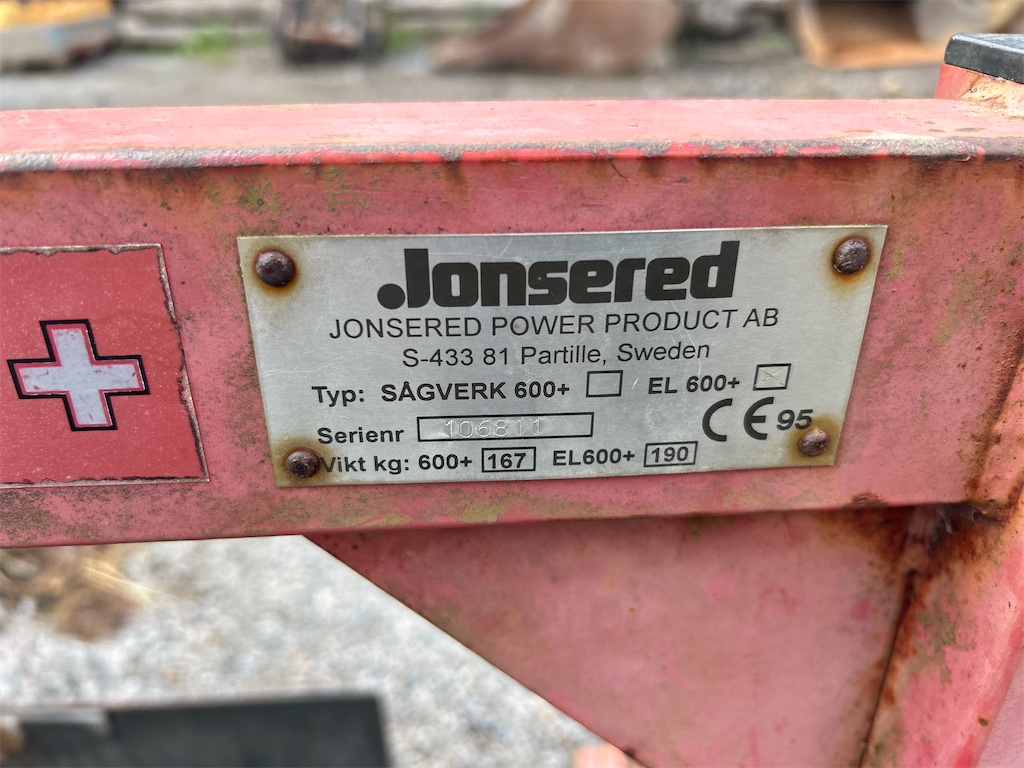 Jonsered
JONSERED POWER PRODUCT AB
S-433 81 Partille, Sweden
Typ: SÅGVERK 600+ EL 600+
Serienr 106811
Vikt kg: 600+ 167 EL600+ 190
CE 95